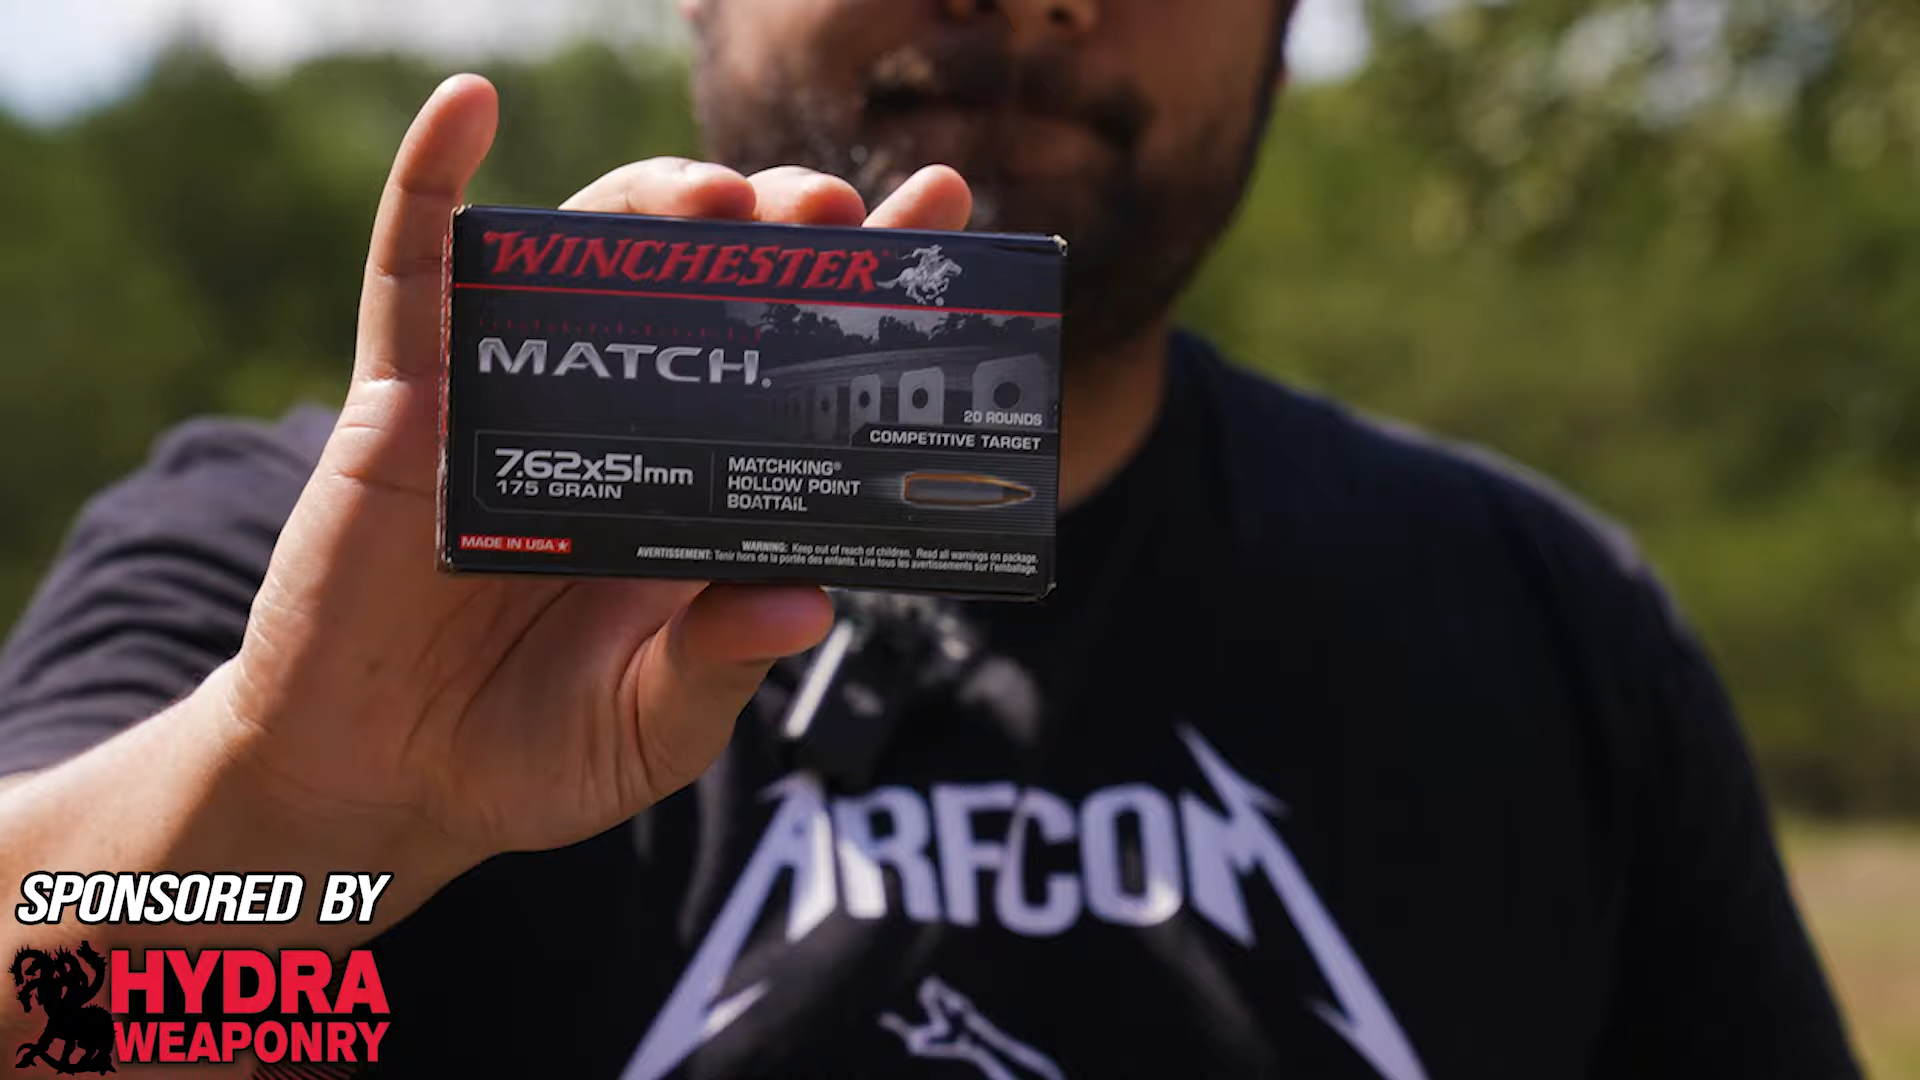 WINCHESTER
MATCH.
20 ROUNDS
COMPETITIVE TARGET
7.62x51mm
175 GRAIN
MATCHKING®
HOLLOW POINT
BOATTAIL
MADE IN USA
WARNING: Keep out of reach of children. Read all warnings on package.
AVERTISSEMENT: Tenir hors de la portée des enfants. Lire tous les avertissements sur l'emballage.
ARFCOM
SPONSORED BY
HYDRA
WEAPONRY